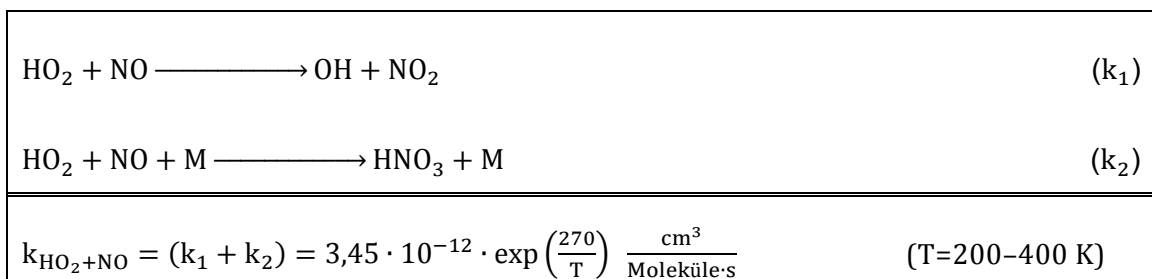 HO₂ + NO ⟶ OH + NO₂ (k₁)
HO₂ + NO + M ⟶ HNO₃ + M (k₂)
k_HO₂+NO = (k₁ + k₂) = 3,45 · 10⁻¹² · exp(270/T) cm³/Moleküle·s (T=200–400 K)